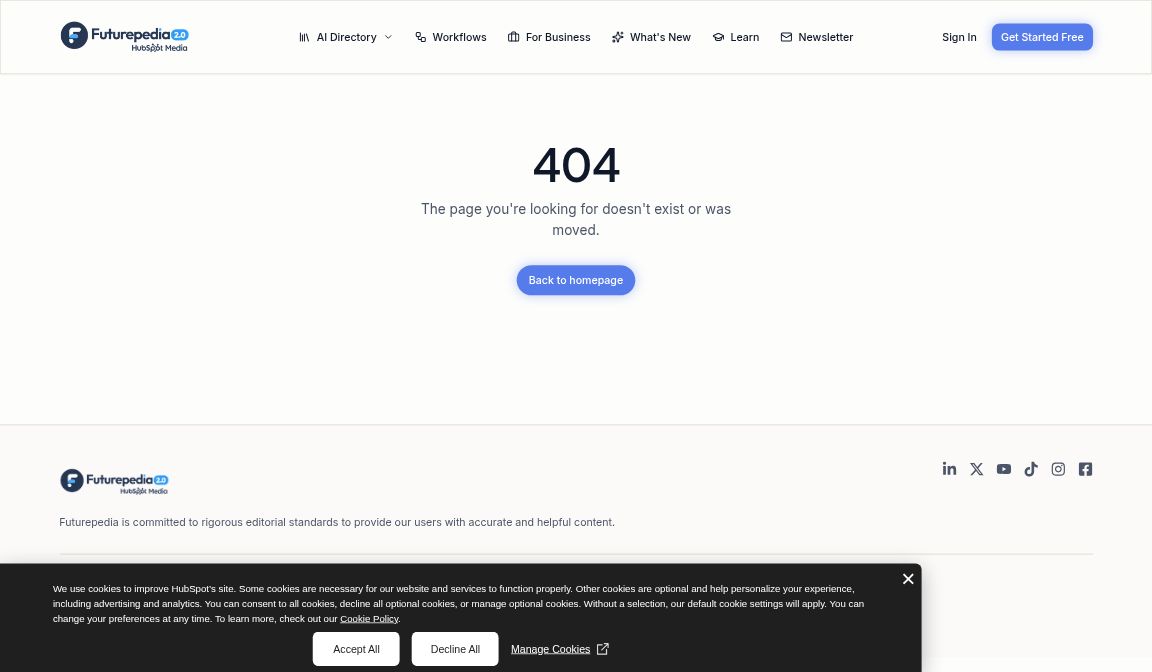 Futurepedia 2.0
HubSpot Media
AI Directory
Workflows
For Business
What's New
Learn
Newsletter
Sign In
Get Started Free
404
The page you're looking for doesn't exist or was
moved.
Back to homepage
Futurepedia 2.0
HubSpot Media
Futurepedia is committed to rigorous editorial standards to provide our users with accurate and helpful content.
We use cookies to improve HubSpot's site. Some cookies are necessary for our website and services to function properly. Other cookies are optional and help personalize your experience,
including advertising and analytics. You can consent to all cookies, decline all optional cookies, or manage optional cookies. Without a selection, our default cookie settings will apply. You can
change your preferences at any time. To learn more, check out our Cookie Policy.
Accept All
Decline All
Manage Cookies